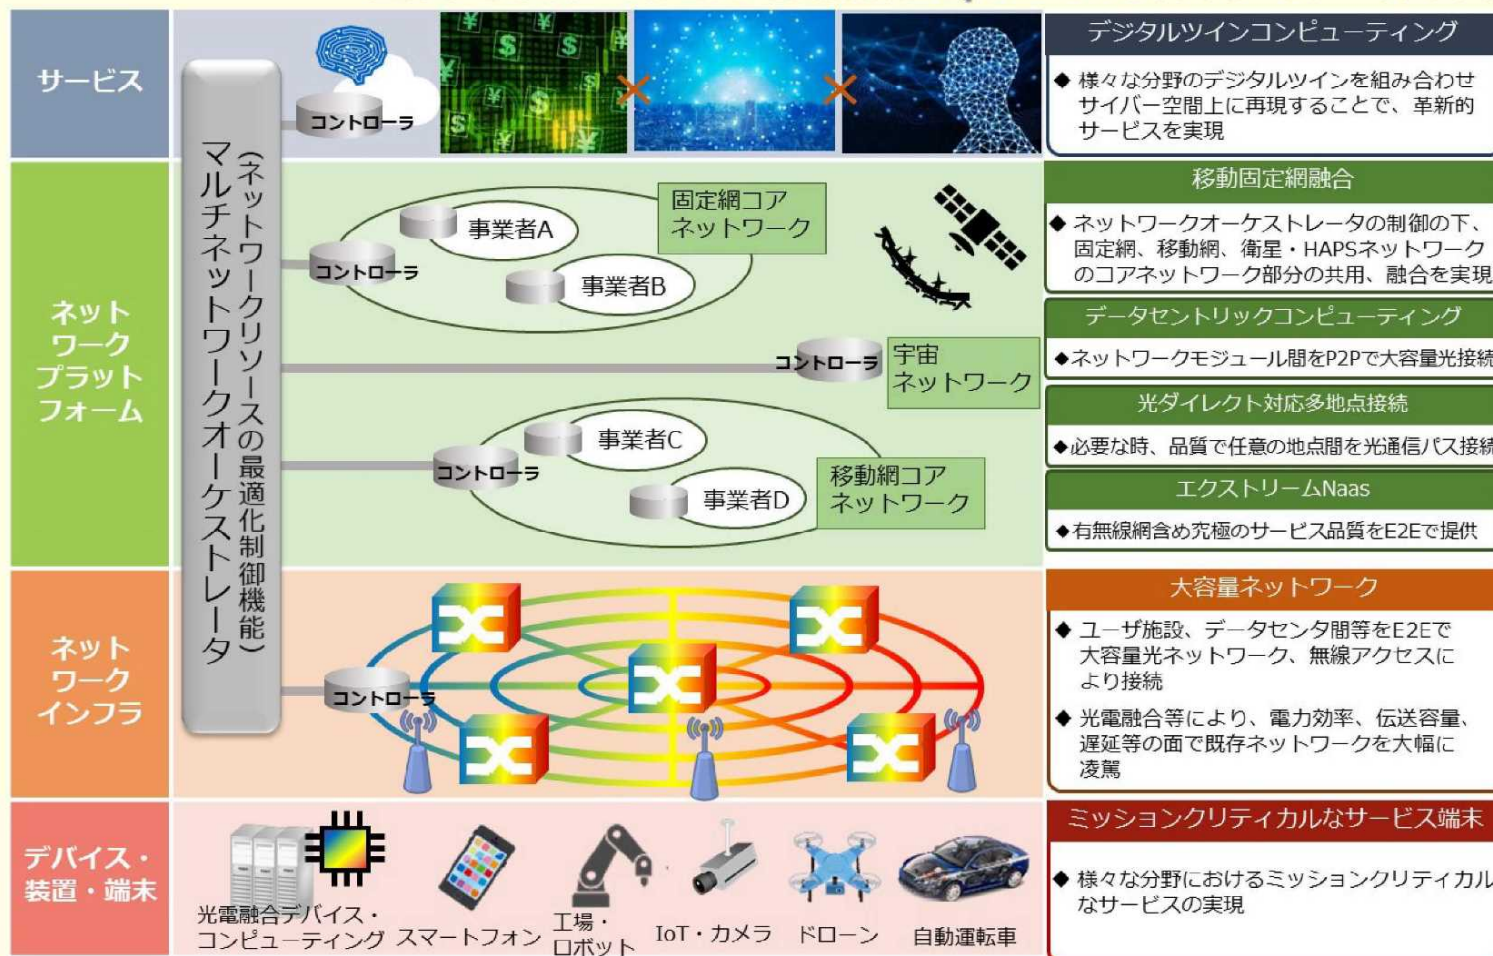 サービス
コントローラ
マルチネットワークオーケストレータ
(ネットワークリソースの最適化制御機能)
デジタルツインコンピューティング
◆ 様々な分野のデジタルツインを組み合わせ
サイバー空間上に再現することで、革新的
サービスを実現
ネット
ワーク
プラット
フォーム
コントローラ
事業者A
事業者B
固定網コア
ネットワーク
コントローラ
宇宙
ネットワーク
コントローラ
事業者C
事業者D
移動網コア
ネットワーク
移動固定網融合
◆ ネットワークオーケストレータの制御の下、
固定網、移動網、衛星・HAPSネットワーク
のコアネットワーク部分の共用、融合を実現
データセントリックコンピューティング
◆ネットワークモジュール間をP2Pで大容量光接続
光ダイレクト対応多地点接続
◆必要な時、品質で任意の地点間を光通信パス接続
エクストリームNaas
◆有無線網含め究極のサービス品質をE2Eで提供
ネット
ワーク
インフラ
コントローラ
大容量ネットワーク
◆ ユーザ施設、データセンタ間等をE2Eで
大容量光ネットワーク、無線アクセスに
より接続
◆ 光電融合等により、電力効率、伝送容量、
遅延等の面で既存ネットワークを大幅に
凌駕
デバイス・
装置・端末
光電融合デバイス・
コンピューティング
スマートフォン
工場・
ロボット
IoT・カメラ
ドローン
自動運転車
ミッションクリティカルなサービス端末
◆ 様々な分野におけるミッションクリティカル
なサービスの実現